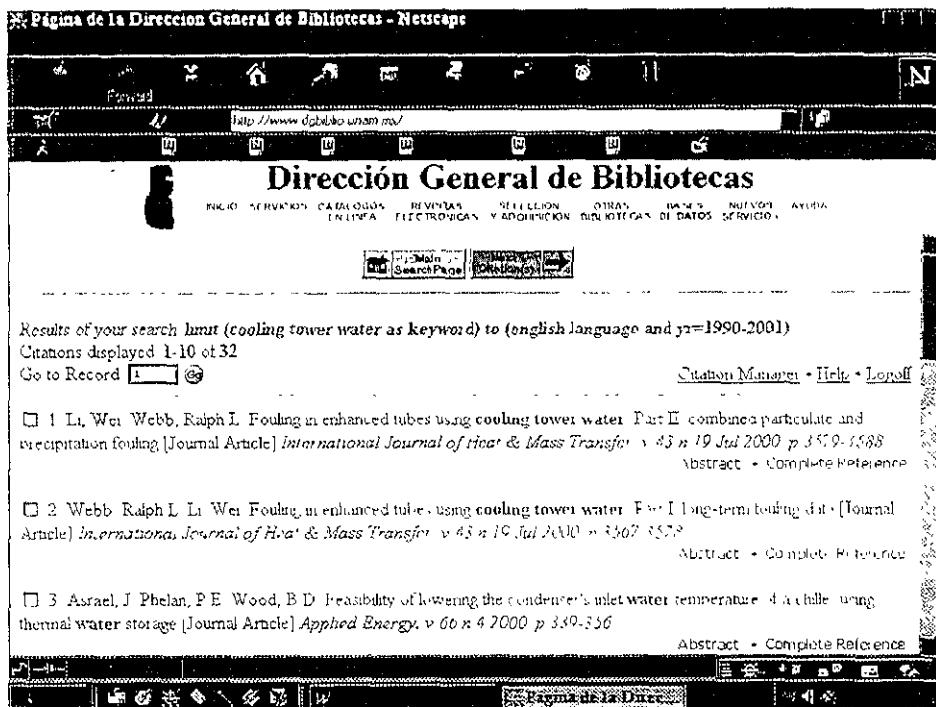 Página de la Direccion General de Bibliotecas - Netscape
Forward
http://www.dgbiblio.unam.mx/
Dirección General de Bibliotecas
INICIO SERVICIOS CATALOGOS EN LINEA REVISTAS ELECTRONICAS SELECCION Y ADQUISICION OTRAS BIBLIOTECAS BASES DE DATOS NUEVOS SERVICIOS AYUDA
Main Search Page Citation(s)
Results of your search limit (cooling tower water as keyword) to (english language and yr=1990-2001)
Citations displayed 1-10 of 32
Go to Record 1 Go Citation Manager • Help • Logoff
1 Li, Wei Webb, Ralph L Fouling in enhanced tubes using cooling tower water Part II combined particulate and
precipitation fouling [Journal Article] International Journal of Heat & Mass Transfer v 43 n 19 Jul 2000 p 3579-3588
Abstract • Complete Reference
2 Webb Ralph L Li Wei Fouling in enhanced tubes using cooling tower water Part I long-term fouling data [Journal
Article] International Journal of Heat & Mass Transfer v 43 n 19 Jul 2000 p 3567-3578
Abstract • Complete Reference
3 Asrael, J Phelan, P E Wood, B D Feasibility of lowering the condenser's inlet water temperature of a chiller using
thermal water storage [Journal Article] Applied Energy. v 66 n 4 2000 p 339-356
Abstract • Complete Reference
Página de la Direc...